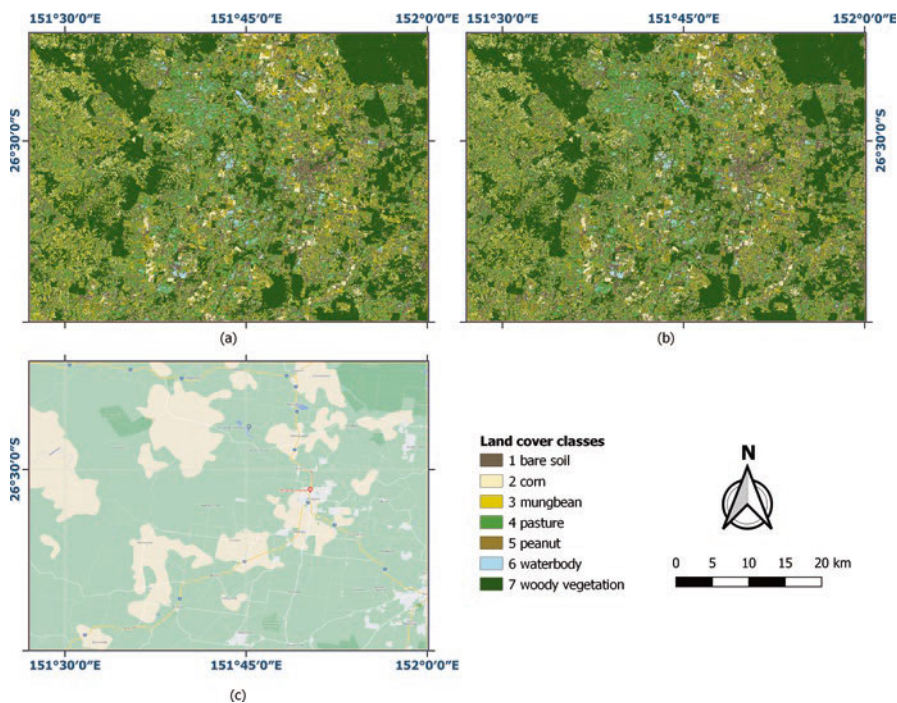 151°30′0″E 151°45′0″E 152°0′0″E 151°30′0″E 151°45′0″E 152°0′0″E
26°30′0″S
26°30′0″S
(a) (b)
26°30′0″S
151°30′0″E 151°45′0″E 152°0′0″E
(c)
Land cover classes
1 bare soil
2 corn
3 mungbean
4 pasture
5 peanut
6 waterbody
7 woody vegetation
N
0 5 10 15 20 km